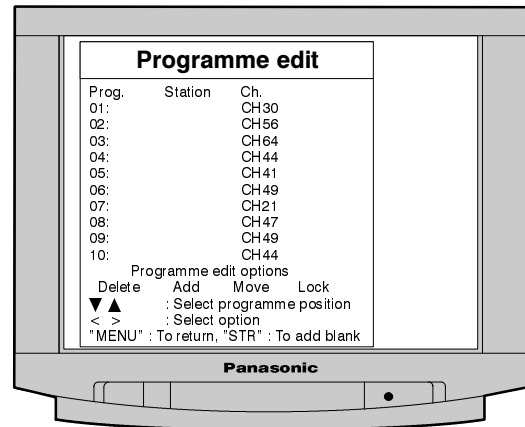 Programme edit
Prog. Station Ch.
01: CH30
02: CH56
03: CH64
04: CH44
05: CH41
06: CH49
07: CH21
08: CH47
09: CH49
10: CH44
Programme edit options
Delete Add Move Lock
▼ ▲ : Select programme position
< > : Select option
"MENU" : To return, "STR" : To add blank
Panasonic